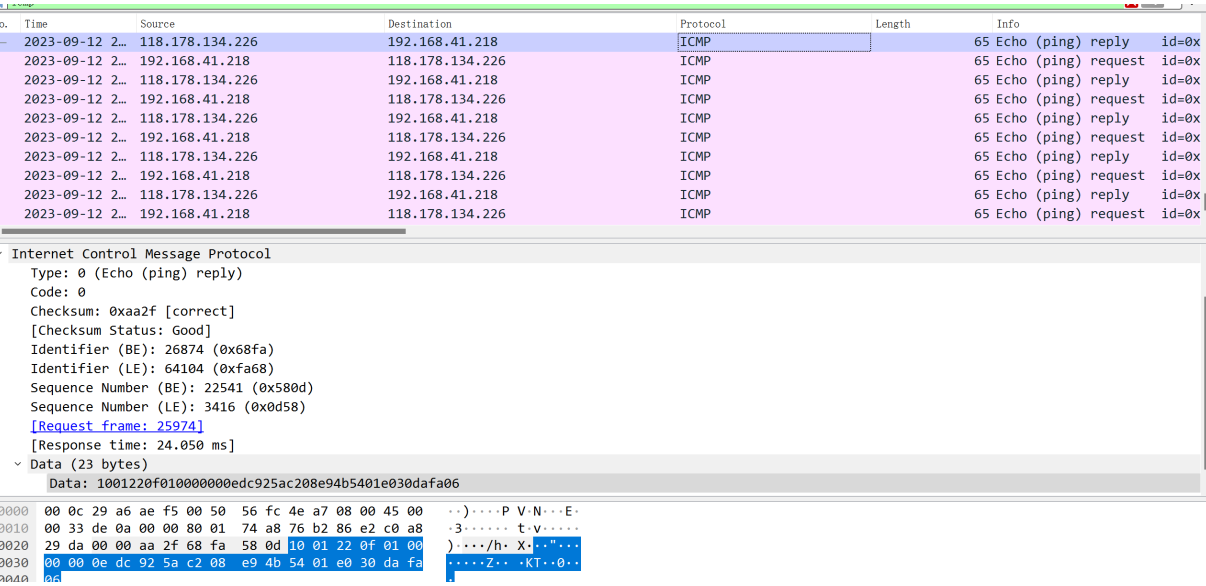 Time Source Destination Protocol Length Info
2023-09-12 2… 118.178.134.226 192.168.41.218 ICMP 65 Echo (ping) reply id=0x
2023-09-12 2… 192.168.41.218 118.178.134.226 ICMP 65 Echo (ping) request id=0x
2023-09-12 2… 118.178.134.226 192.168.41.218 ICMP 65 Echo (ping) reply id=0x
2023-09-12 2… 192.168.41.218 118.178.134.226 ICMP 65 Echo (ping) request id=0x
2023-09-12 2… 118.178.134.226 192.168.41.218 ICMP 65 Echo (ping) reply id=0x
2023-09-12 2… 192.168.41.218 118.178.134.226 ICMP 65 Echo (ping) request id=0x
2023-09-12 2… 118.178.134.226 192.168.41.218 ICMP 65 Echo (ping) reply id=0x
2023-09-12 2… 192.168.41.218 118.178.134.226 ICMP 65 Echo (ping) request id=0x
2023-09-12 2… 118.178.134.226 192.168.41.218 ICMP 65 Echo (ping) reply id=0x
2023-09-12 2… 192.168.41.218 118.178.134.226 ICMP 65 Echo (ping) request id=0x
Internet Control Message Protocol
Type: 0 (Echo (ping) reply)
Code: 0
Checksum: 0xaa2f [correct]
[Checksum Status: Good]
Identifier (BE): 26874 (0x68fa)
Identifier (LE): 64104 (0xfa68)
Sequence Number (BE): 22541 (0x580d)
Sequence Number (LE): 3416 (0x0d58)
[Request frame: 25974]
[Response time: 24.050 ms]
Data (23 bytes)
Data: 1001220f010000000edc925ac208e94b5401e030dafa06
0000 00 0c 29 a6 ae f5 00 50 56 fc 4e a7 08 00 45 00 ··)····P V·N···E·
0010 00 33 de 0a 00 00 80 01 74 a8 76 b2 86 e2 c0 a8 ·3······ t·v·····
0020 29 da 00 00 aa 2f 68 fa 58 0d 10 01 22 0f 01 00 )····/h· X···"···
0030 00 00 0e dc 92 5a c2 08 e9 4b 54 01 e0 30 da fa ·····Z·· ·KT··0··
0040 06 ·